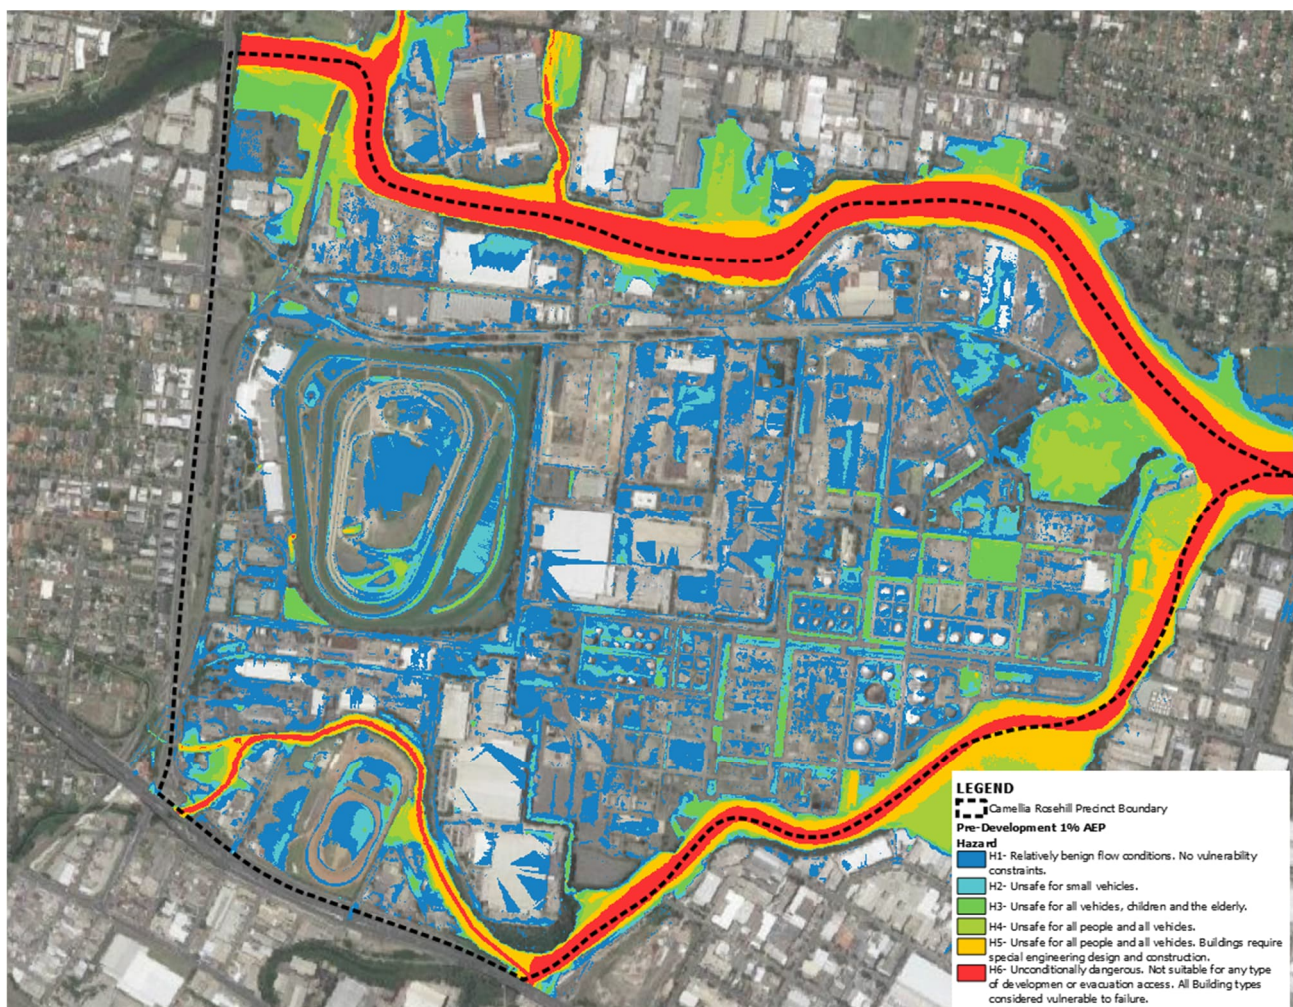 LEGEND
Camellia Rosehill Precinct Boundary
Pre-Development 1% AEP
Hazard
H1- Relatively benign flow conditions. No vulnerability
constraints.
H2- Unsafe for small vehicles.
H3- Unsafe for all vehicles, children and the elderly.
H4- Unsafe for all people and all vehicles.
H5- Unsafe for all people and all vehicles. Buildings require
special engineering design and construction.
H6- Unconditionally dangerous. Not suitable for any type
of developmen or evacuation access. All Building types
considered vulnerable to failure.